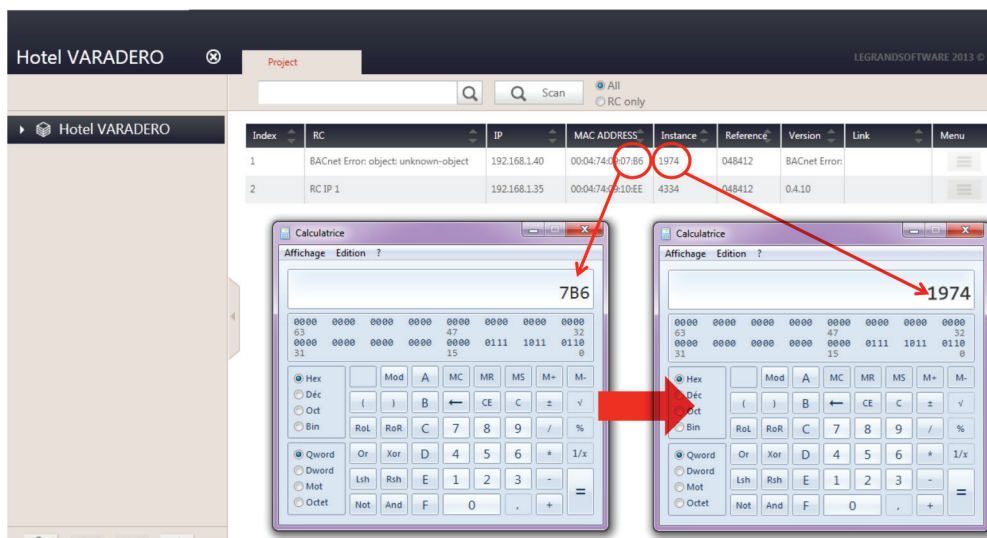 Hotel VARADERO
Project
LEGRANDSOFTWARE 2013 ©
Scan
All
RC only
Hotel VARADERO
Index RC IP MAC ADDRESS Instance Reference Version Link Menu
1 BACnet Error: object: unknown-object 192.168.1.40 00:04:74:09:07:B6 1974 048412 BACnet Error:
2 RC IP 1 192.168.1.35 00:04:74:09:10:EE 4334 048412 0.4.10
Calculatrice
Affichage Edition ?
7B6
0000 0000 0000 0000 0000 0000 0000 0000
63 47 32
0000 0000 0000 0000 0000 0111 1011 0110
31 15 0
Hex Mod A MC MR MS M+ M-
Déc ( ) B ← CE C ± √
Oct
Bin RoL RoR C 7 8 9 / %
Qword Or Xor D 4 5 6 * 1/x
Dword
Mot Lsh Rsh E 1 2 3 - =
Octet Not And F 0 , +
Calculatrice
Affichage Edition ?
1974
0000 0000 0000 0000 0000 0000 0000 0000
63 47 32
0000 0000 0000 0000 0000 0111 1011 0110
31 15 0
Hex Mod A MC MR MS M+ M-
Déc ( ) B ← CE C ± √
Oct
Bin RoL RoR C 7 8 9 / %
Qword Or Xor D 4 5 6 * 1/x
Dword
Mot Lsh Rsh E 1 2 3 - =
Octet Not And F 0 , +